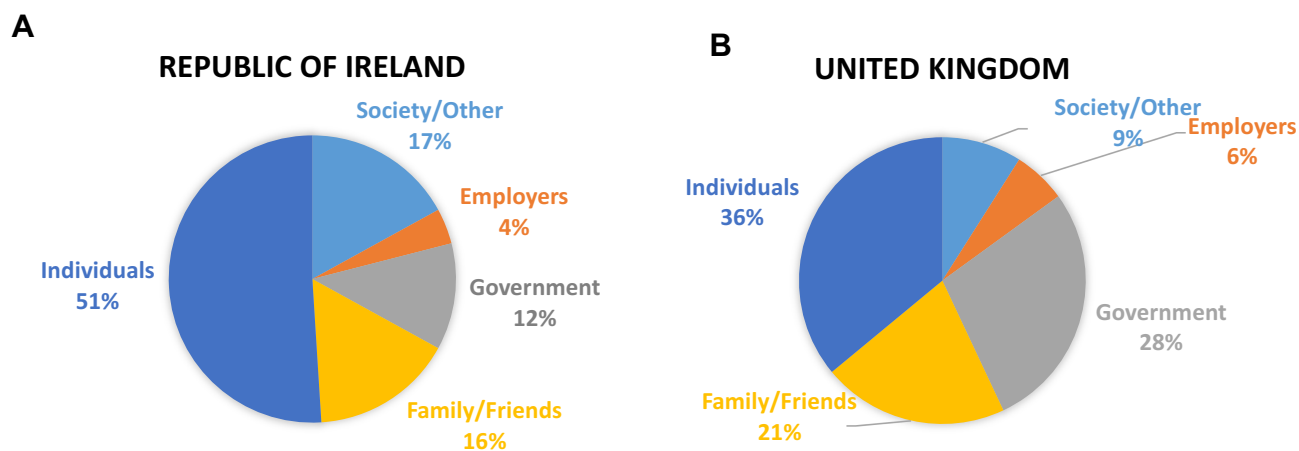 A
REPUBLIC OF IRELAND
Society/Other
17%
Employers
4%
Government
12%
Family/Friends
16%
Individuals
51%
B
UNITED KINGDOM
Society/Other
9%
Employers
6%
Government
28%
Family/Friends
21%
Individuals
36%